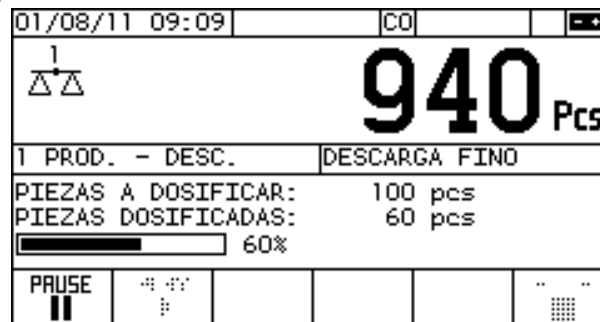 01/08/11 09:09 CO
1
940 Pcs
1 PROD. - DESC. DESCARGA FINO
PIEZAS A DOSIFICAR: 100 pcs
PIEZAS DOSIFICADAS: 60 pcs
60%
PAUSE